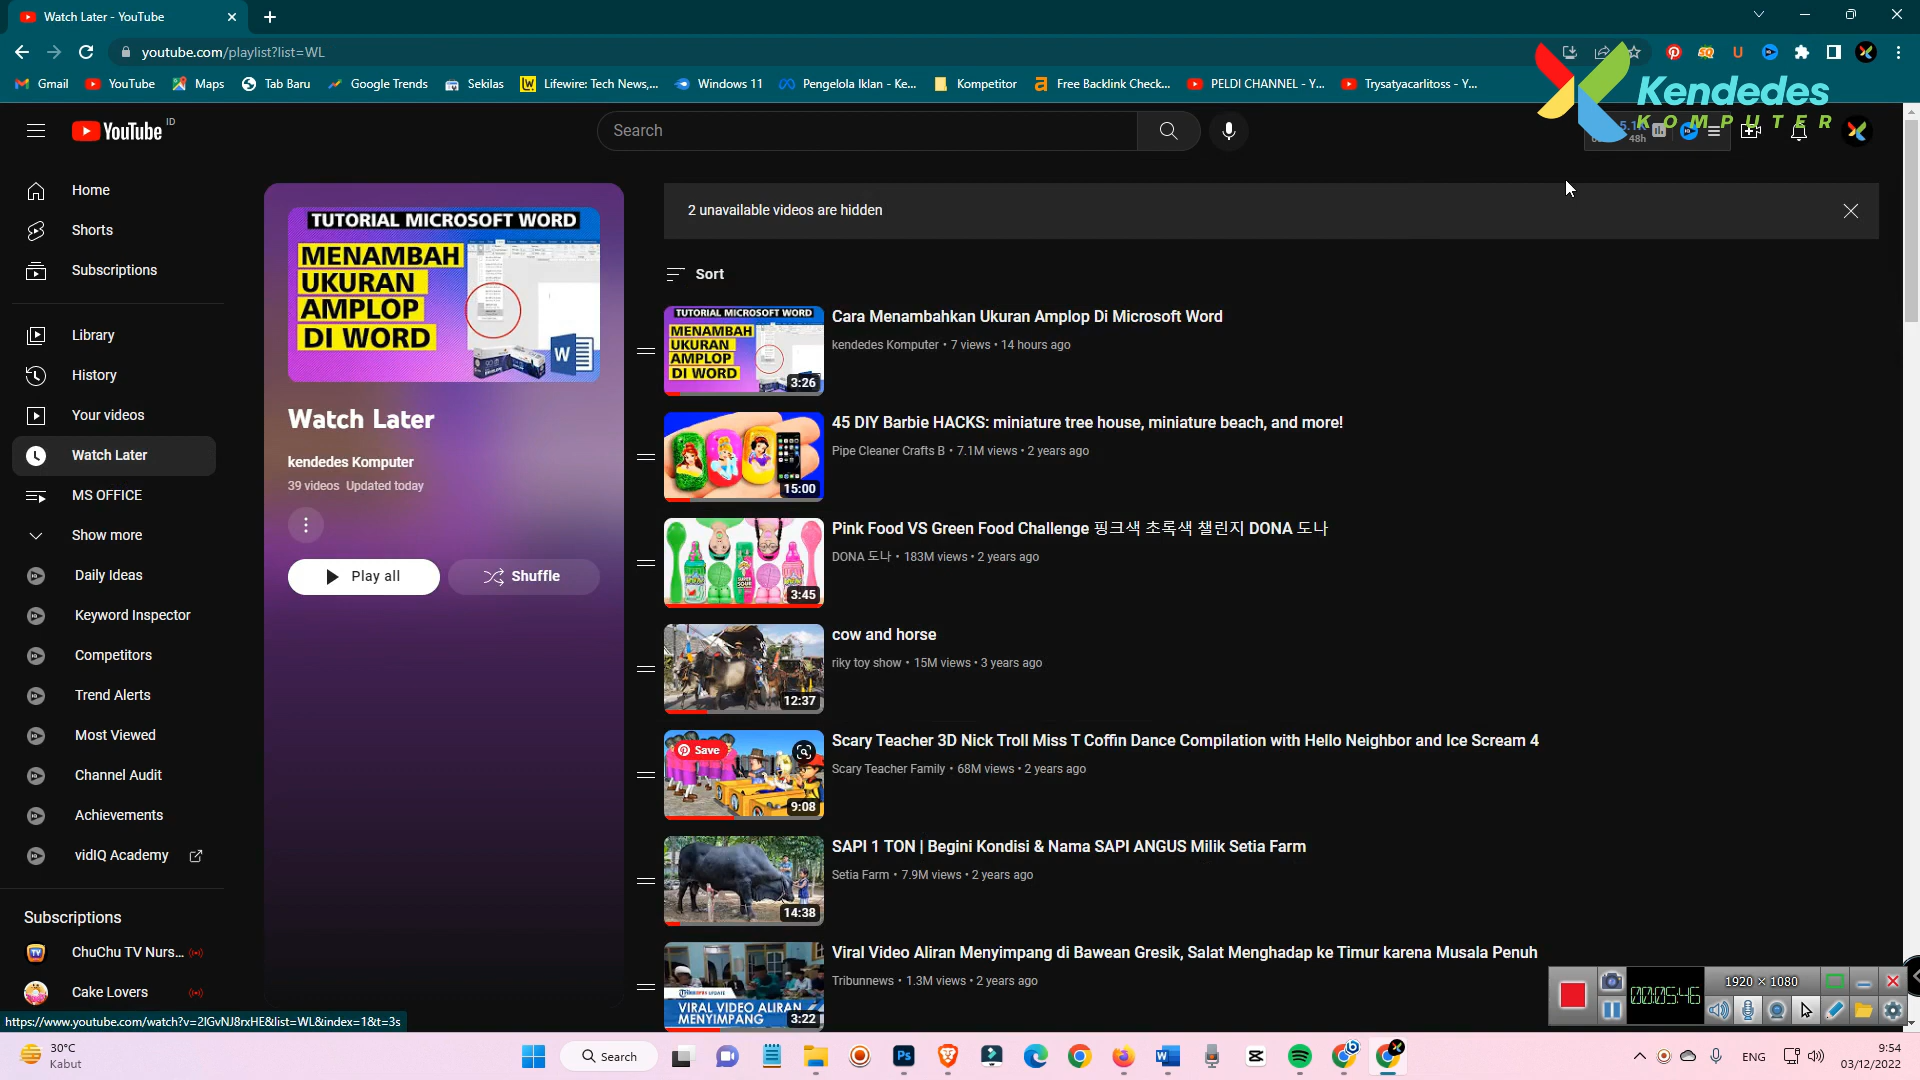 Watch Later - YouTube
youtube.com/playlist?list=WL
Gmail YouTube Maps Tab Baru Google Trends Sekilas Lifewire: Tech News,... Windows 11 Pengelola Iklan - Ke... Kompetitor Free Backlink Check... PELDI CHANNEL - Y... Trysatyacarlitoss - Y...
Kendedes
KOMPUTER
YouTube ID
Search
48h
Home
Shorts
Subscriptions
Library
History
Your videos
Watch Later
MS OFFICE
Show more
Daily Ideas
Keyword Inspector
Competitors
Trend Alerts
Most Viewed
Channel Audit
Achievements
vidIQ Academy
Subscriptions
ChuChu TV Nurs...
Cake Lovers
https://www.youtube.com/watch?v=2lGvNJ8rxHE&list=WL&index=1&t=3s
TUTORIAL MICROSOFT WORD
MENAMBAH
UKURAN
AMPLOP
DI WORD
Watch Later
kendedes Komputer
39 videos Updated today
Play all
Shuffle
2 unavailable videos are hidden
Sort
TUTORIAL MICROSOFT WORD
MENAMBAH
UKURAN
AMPLOP
DI WORD
3:26
Cara Menambahkan Ukuran Amplop Di Microsoft Word
kendedes Komputer • 7 views • 14 hours ago
15:00
45 DIY Barbie HACKS: miniature tree house, miniature beach, and more!
Pipe Cleaner Crafts B • 7.1M views • 2 years ago
3:45
Pink Food VS Green Food Challenge 핑크색 초록색 챌린지 DONA 도나
DONA 도나 • 183M views • 2 years ago
12:37
cow and horse
riky toy show • 15M views • 3 years ago
Save
9:08
Scary Teacher 3D Nick Troll Miss T Coffin Dance Compilation with Hello Neighbor and Ice Scream 4
Scary Teacher Family • 68M views • 2 years ago
14:38
SAPI 1 TON | Begini Kondisi & Nama SAPI ANGUS Milik Setia Farm
Setia Farm • 7.9M views • 2 years ago
VIRAL VIDEO ALIRAN
MENYIMPANG
3:22
Viral Video Aliran Menyimpang di Bawean Gresik, Salat Menghadap ke Timur karena Musala Penuh
Tribunnews • 1.3M views • 2 years ago
00:05:46
1920 × 1080
30°C
Kabut
Search
ENG
9:54
03/12/2022